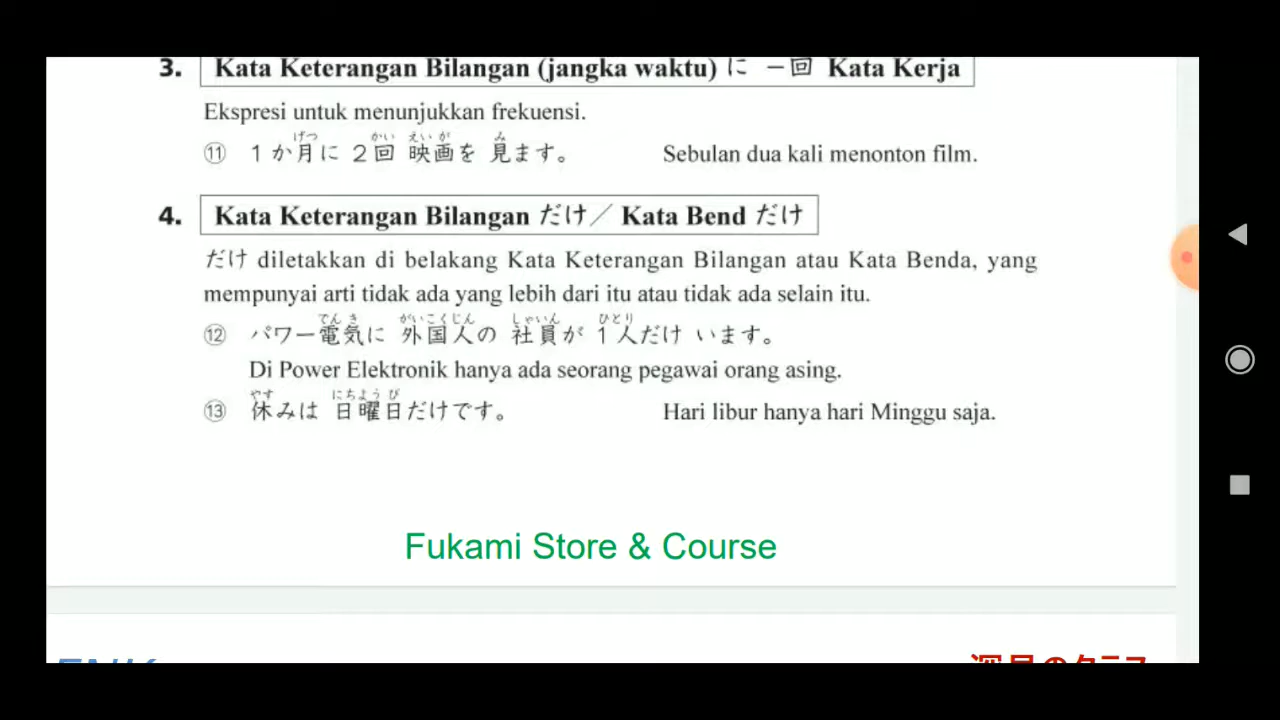 3. Kata Keterangan Bilangan (jangka waktu) に 一回 Kata Kerja
Ekspresi untuk menunjukkan frekuensi.
げつ かい えいが み
⑪ 1か月に 2回 映画を 見ます。 Sebulan dua kali menonton film.
4. Kata Keterangan Bilangan だけ／ Kata Bend だけ
だけ diletakkan di belakang Kata Keterangan Bilangan atau Kata Benda, yang
mempunyai arti tidak ada yang lebih dari itu atau tidak ada selain itu.
でんき がいこくじん しゃいん ひとり
⑫ パワー電気に 外国人の 社員が 1人だけ います。
Di Power Elektronik hanya ada seorang pegawai orang asing.
やす にちようび
⑬ 休みは 日曜日だけです。 Hari libur hanya hari Minggu saja.
Fukami Store & Course